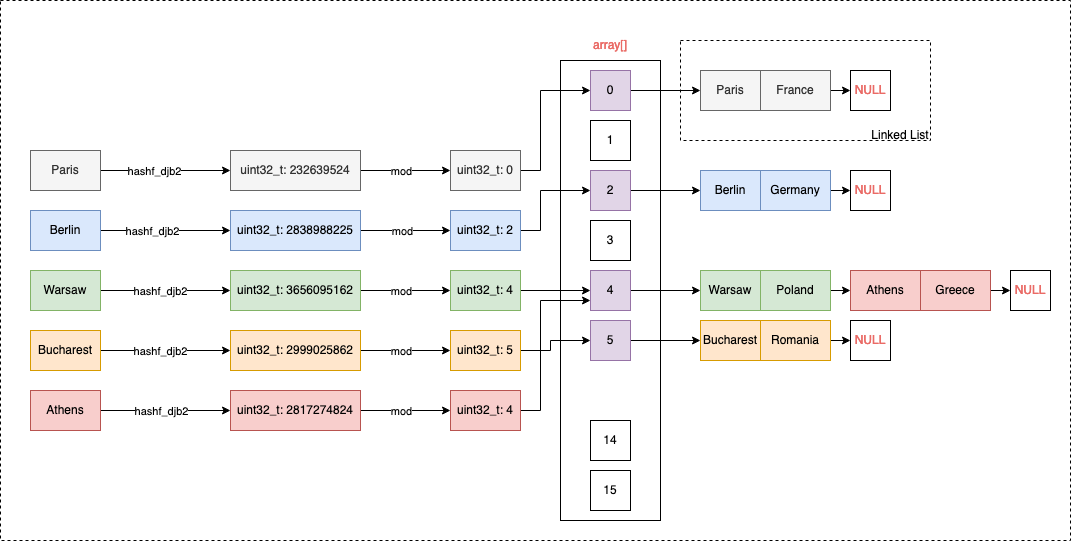 array[]
0
Paris France NULL
Linked List
1
Paris hashf_djb2 uint32_t: 232639524 mod uint32_t: 0
2
Berlin Germany NULL
Berlin hashf_djb2 uint32_t: 2838988225 mod uint32_t: 2
3
Warsaw hashf_djb2 uint32_t: 3656095162 mod uint32_t: 4
4
Warsaw Poland Athens Greece NULL
Bucharest hashf_djb2 uint32_t: 2999025862 mod uint32_t: 5
5
Bucharest Romania NULL
Athens hashf_djb2 uint32_t: 2817274824 mod uint32_t: 4
14
15